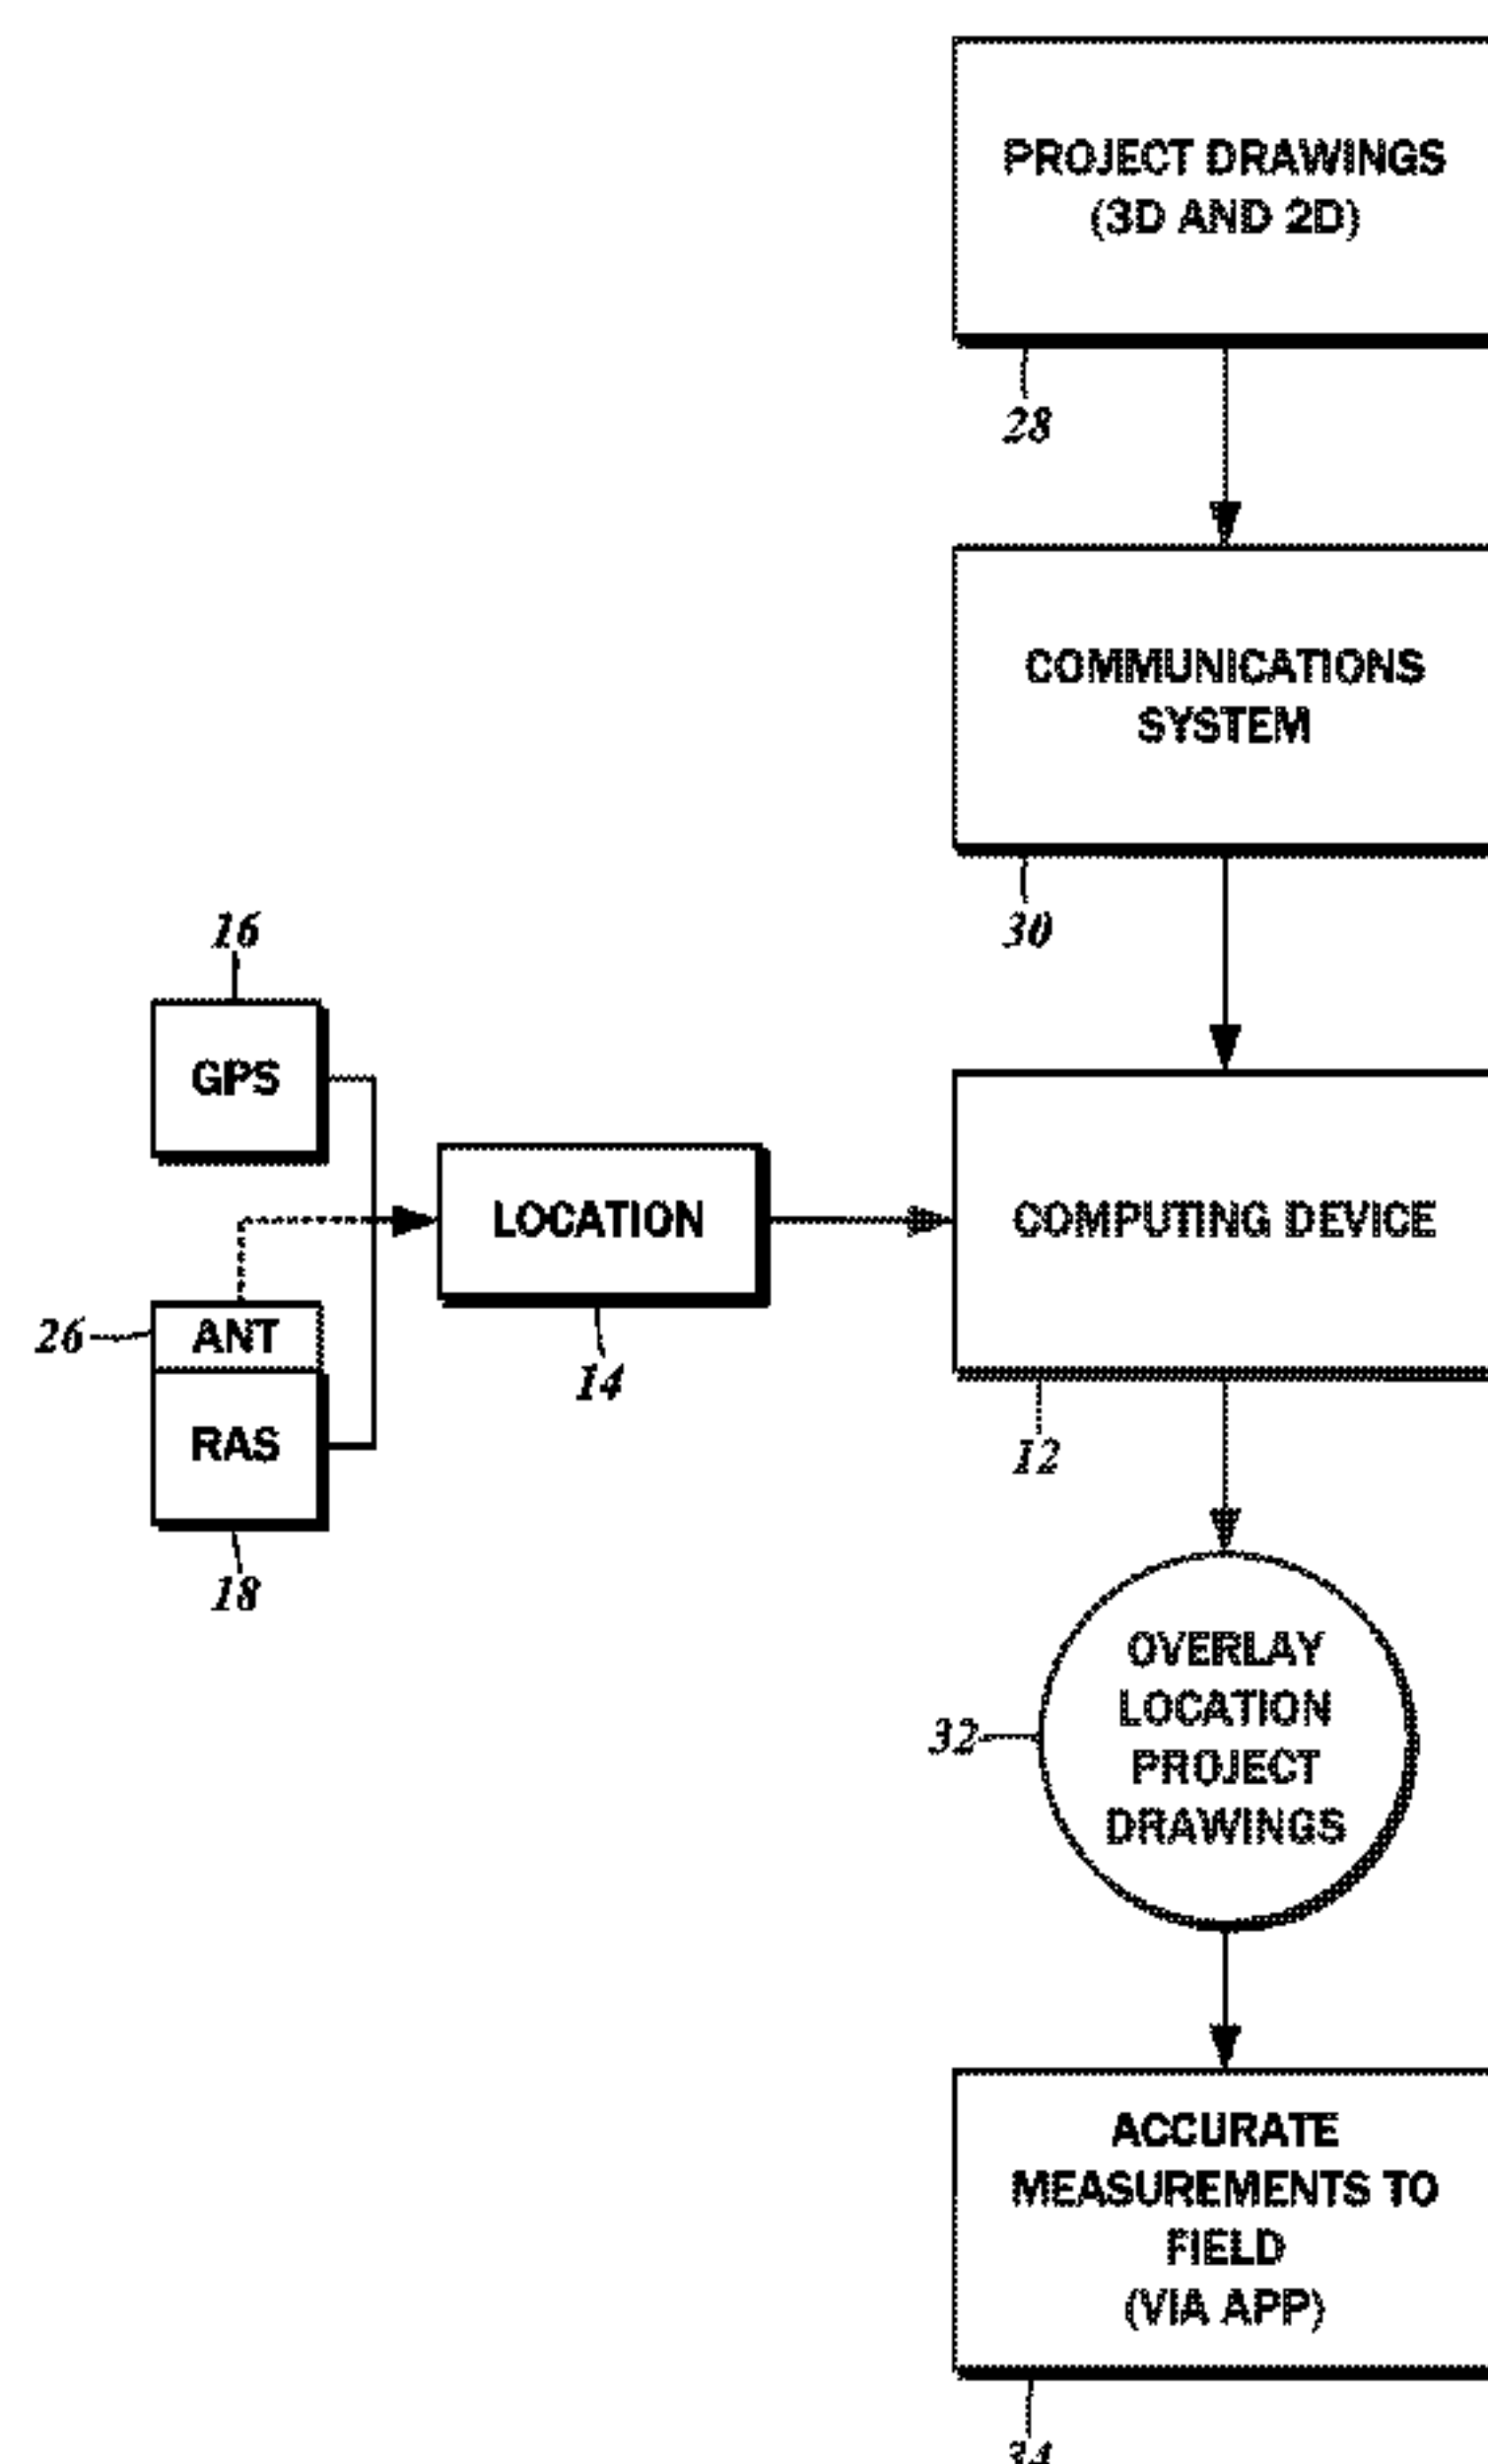 PROJECT DRAWINGS
(3D AND 2D)
28
COMMUNICATIONS
SYSTEM
30
16
GPS
LOCATION
14
26
ANT
RAS
18
COMPUTING DEVICE
12
OVERLAY
LOCATION
PROJECT
DRAWINGS
32
ACCURATE
MEASUREMENTS TO
FIELD
(VIA APP)
34